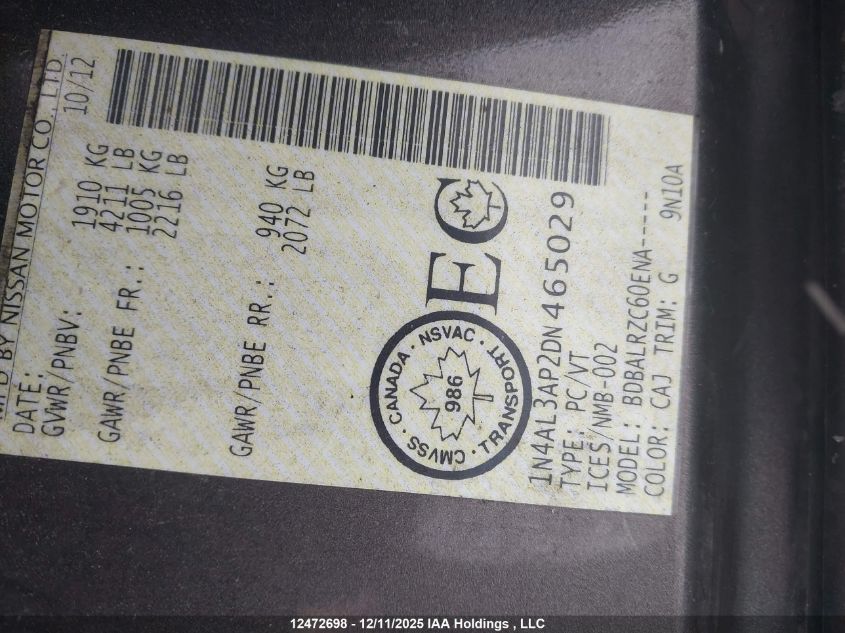 MFD BY NISSAN MOTOR CO., LTD.
DATE: 10/12
GVWR/PNBV: 1910 KG
4211 LB
GAWR/PNBE FR.: 1005 KG
2216 LB
GAWR/PNBE RR.: 940 KG
2072 LB
EC
CANADA · NSVAC · TRANSPORT · CMVSS ·
986
1N4AL3AP2DN465029
TYPE: PC/VT
ICES/NMB-002
MODEL: BDBALRZC60ENA-----
COLOR: CAJ TRIM: G 9N10A
12472698 - 12/11/2025 IAA Holdings , LLC